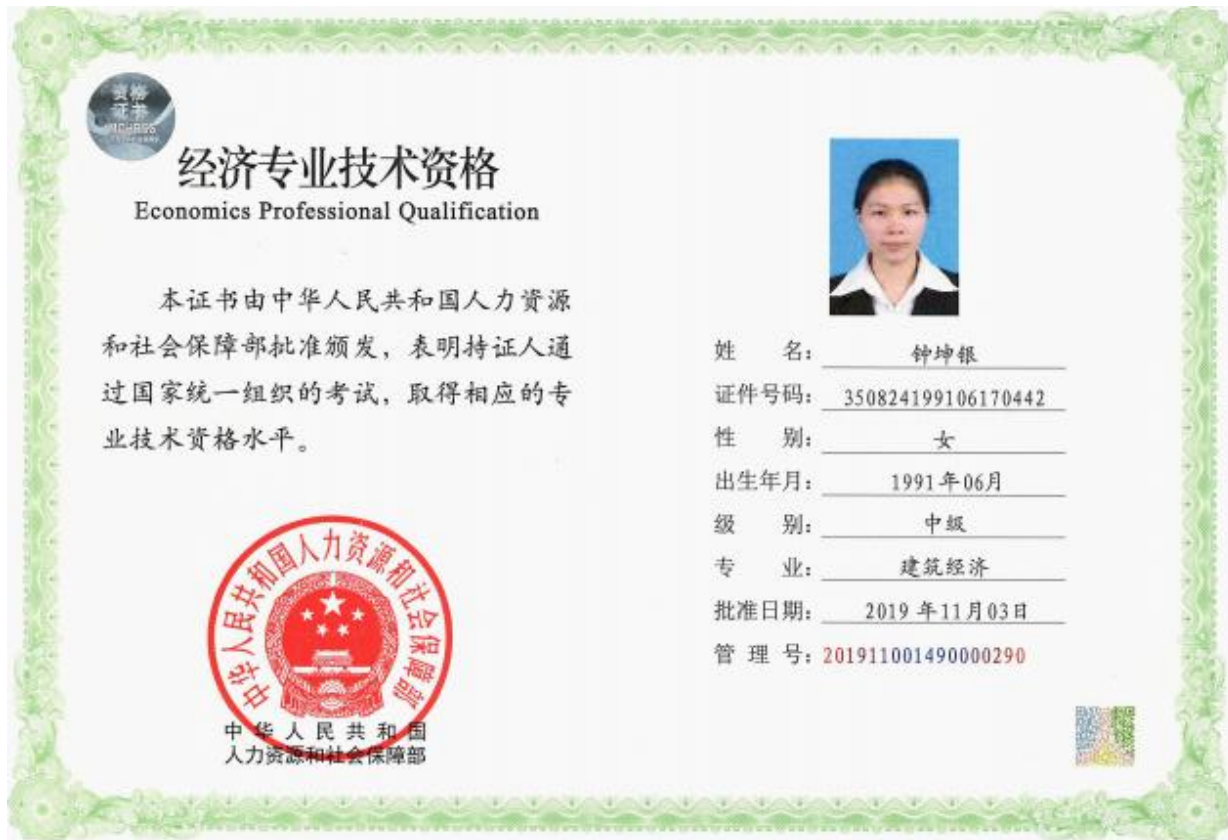 资格
证书
MOHRSS
经济专业技术资格
Economics Professional Qualification
本证书由中华人民共和国人力资源
和社会保障部批准颁发，表明持证人通
过国家统一组织的考试，取得相应的专
业技术资格水平。
中华人民共和国人力资源和社会保障部
中华人民共和国
人力资源和社会保障部
姓 名：钟坤银
证件号码：350824199106170442
性 别：女
出生年月：1991年06月
级 别：中级
专 业：建筑经济
批准日期：2019年11月03日
管 理 号：201911001490000290